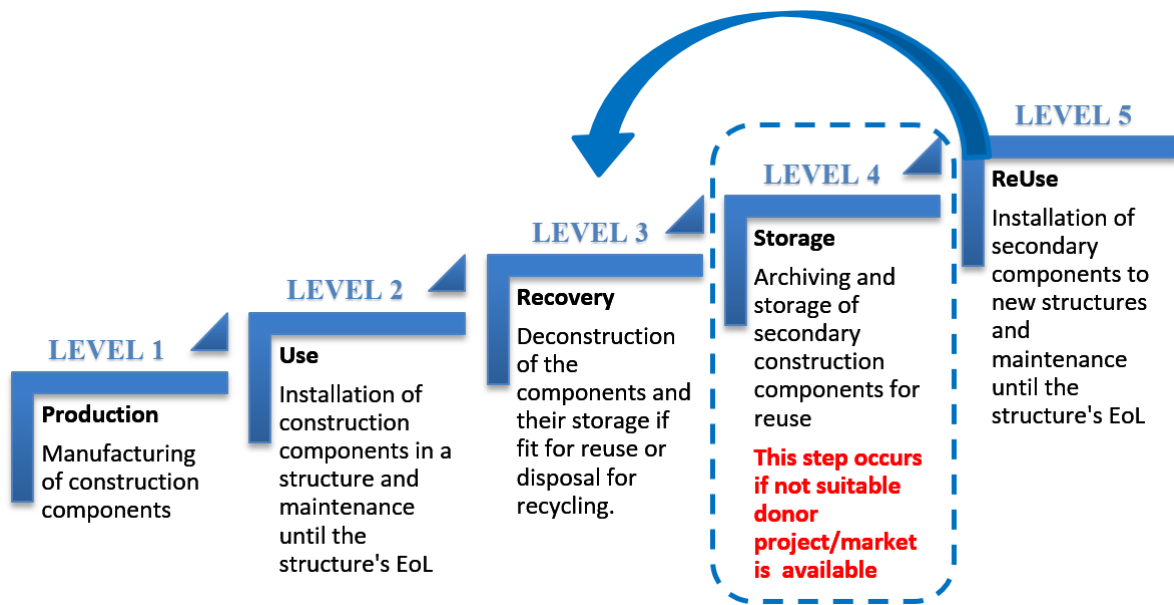 LEVEL 1
Production
Manufacturing
of construction
components
LEVEL 2
Use
Installation of
construction
components in a
structure and
maintenance
until the
structure's EoL
LEVEL 3
Recovery
Deconstruction
of the
components and
their storage if
fit for reuse or
disposal for
recycling.
LEVEL 4
Storage
Archiving and
storage of
secondary
construction
components for
reuse
This step occurs
if not suitable
donor
project/market
is available
LEVEL 5
ReUse
Installation of
secondary
components to
new structures
and
maintenance
until the
structure's EoL